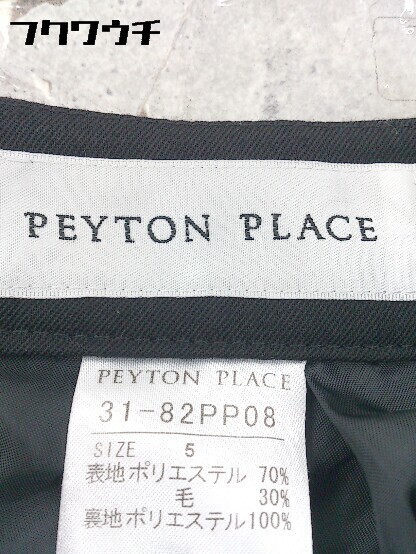 フクワウチ
PEYTON PLACE
PEYTON PLACE
31-82PP08
SIZE 5
表地ポリエステル 70%
毛 30%
裏地ポリエステル100%